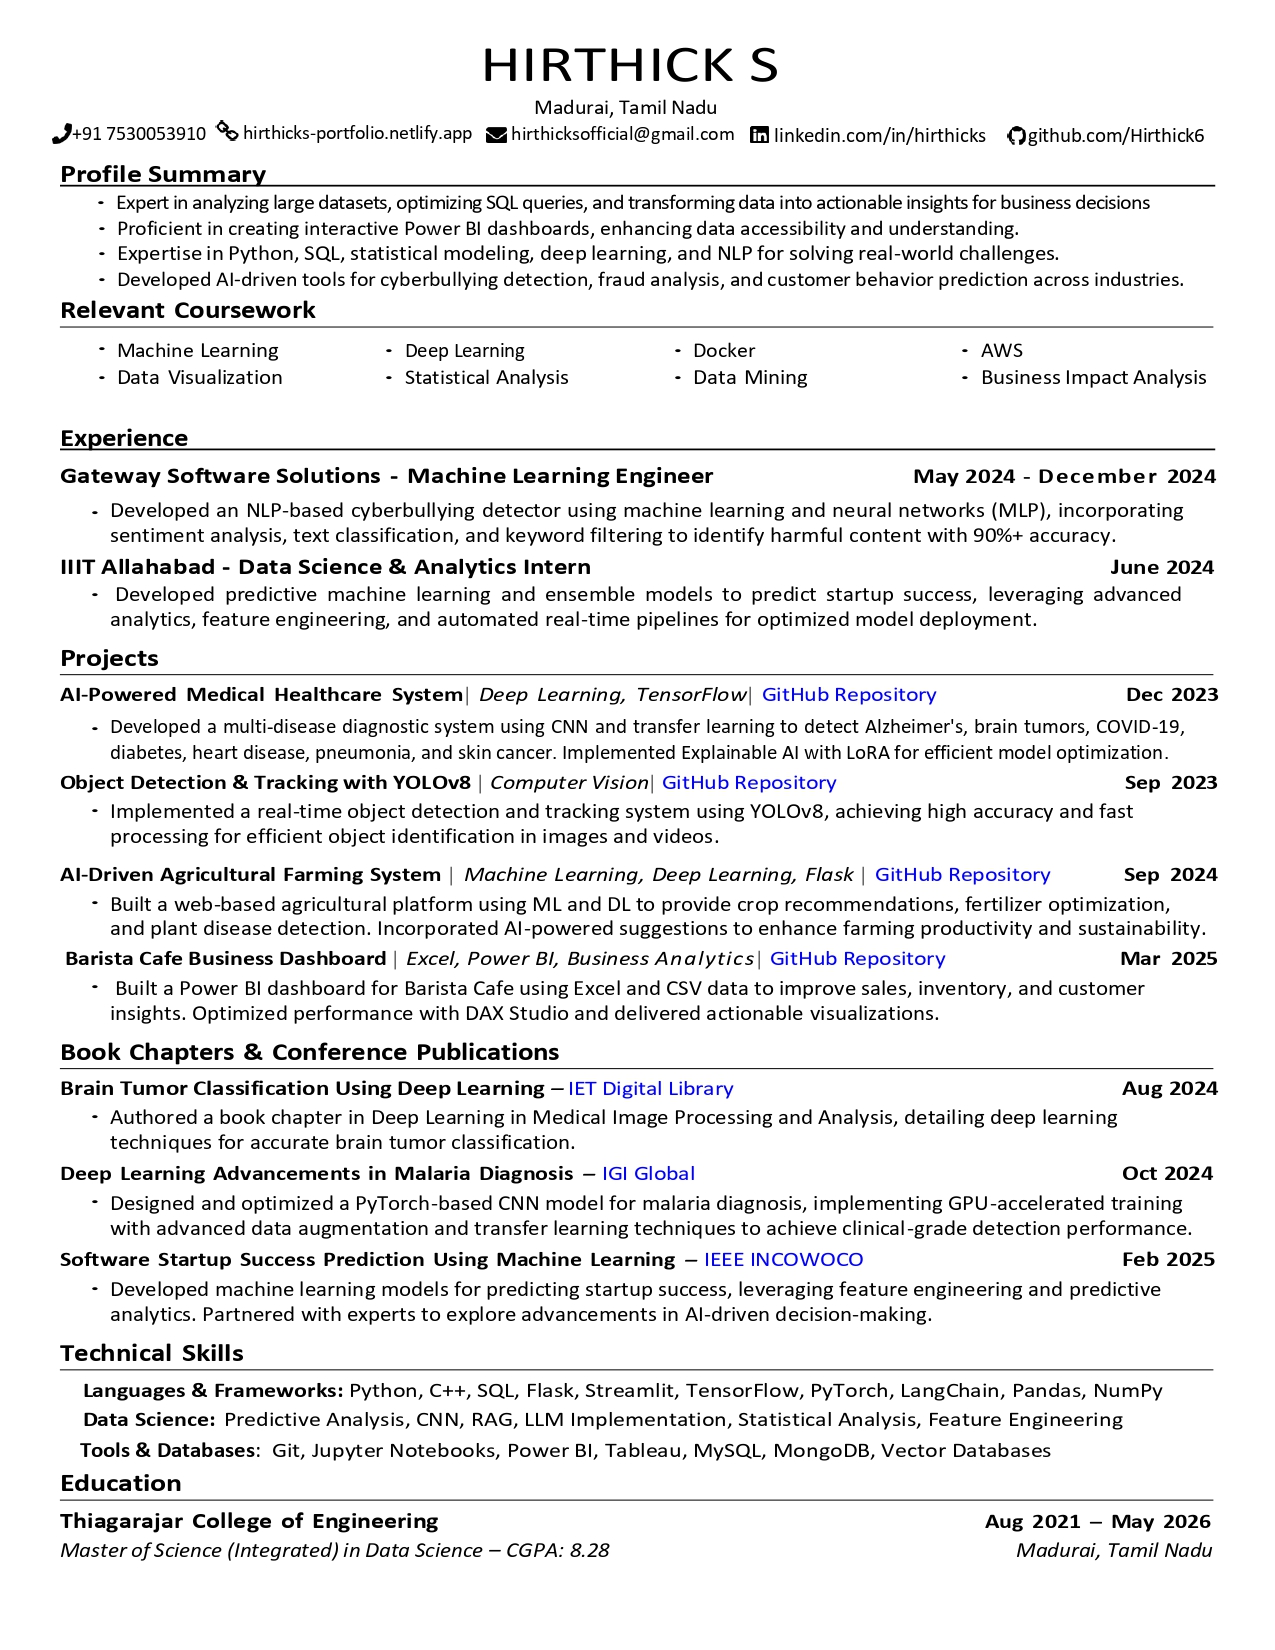 HIRTHICK S
Madurai, Tamil Nadu
+91 7530053910 hirthicks-portfolio.netlify.app hirthicksofficial@gmail.com linkedin.com/in/hirthicks github.com/Hirthick6
Profile Summary
- Expert in analyzing large datasets, optimizing SQL queries, and transforming data into actionable insights for business decisions
- Proficient in creating interactive Power BI dashboards, enhancing data accessibility and understanding.
- Expertise in Python, SQL, statistical modeling, deep learning, and NLP for solving real-world challenges.
- Developed AI-driven tools for cyberbullying detection, fraud analysis, and customer behavior prediction across industries.
Relevant Coursework
- Machine Learning - Deep Learning - Docker - AWS
- Data Visualization - Statistical Analysis - Data Mining - Business Impact Analysis
Experience
Gateway Software Solutions - Machine Learning Engineer May 2024 - December 2024
- Developed an NLP-based cyberbullying detector using machine learning and neural networks (MLP), incorporating
sentiment analysis, text classification, and keyword filtering to identify harmful content with 90%+ accuracy.
IIIT Allahabad - Data Science & Analytics Intern June 2024
- Developed predictive machine learning and ensemble models to predict startup success, leveraging advanced
analytics, feature engineering, and automated real-time pipelines for optimized model deployment.
Projects
AI-Powered Medical Healthcare System| Deep Learning, TensorFlow| GitHub Repository Dec 2023
- Developed a multi-disease diagnostic system using CNN and transfer learning to detect Alzheimer's, brain tumors, COVID-19,
diabetes, heart disease, pneumonia, and skin cancer. Implemented Explainable AI with LoRA for efficient model optimization.
Object Detection & Tracking with YOLOv8 | Computer Vision| GitHub Repository Sep 2023
- Implemented a real-time object detection and tracking system using YOLOv8, achieving high accuracy and fast
processing for efficient object identification in images and videos.
AI-Driven Agricultural Farming System | Machine Learning, Deep Learning, Flask | GitHub Repository Sep 2024
- Built a web-based agricultural platform using ML and DL to provide crop recommendations, fertilizer optimization,
and plant disease detection. Incorporated AI-powered suggestions to enhance farming productivity and sustainability.
Barista Cafe Business Dashboard | Excel, Power BI, Business Analytics| GitHub Repository Mar 2025
- Built a Power BI dashboard for Barista Cafe using Excel and CSV data to improve sales, inventory, and customer
insights. Optimized performance with DAX Studio and delivered actionable visualizations.
Book Chapters & Conference Publications
Brain Tumor Classification Using Deep Learning – IET Digital Library Aug 2024
- Authored a book chapter in Deep Learning in Medical Image Processing and Analysis, detailing deep learning
techniques for accurate brain tumor classification.
Deep Learning Advancements in Malaria Diagnosis – IGI Global Oct 2024
- Designed and optimized a PyTorch-based CNN model for malaria diagnosis, implementing GPU-accelerated training
with advanced data augmentation and transfer learning techniques to achieve clinical-grade detection performance.
Software Startup Success Prediction Using Machine Learning – IEEE INCOWOCO Feb 2025
- Developed machine learning models for predicting startup success, leveraging feature engineering and predictive
analytics. Partnered with experts to explore advancements in AI-driven decision-making.
Technical Skills
Languages & Frameworks: Python, C++, SQL, Flask, Streamlit, TensorFlow, PyTorch, LangChain, Pandas, NumPy
Data Science: Predictive Analysis, CNN, RAG, LLM Implementation, Statistical Analysis, Feature Engineering
Tools & Databases: Git, Jupyter Notebooks, Power BI, Tableau, MySQL, MongoDB, Vector Databases
Education
Thiagarajar College of Engineering Aug 2021 – May 2026
Master of Science (Integrated) in Data Science – CGPA: 8.28 Madurai, Tamil Nadu